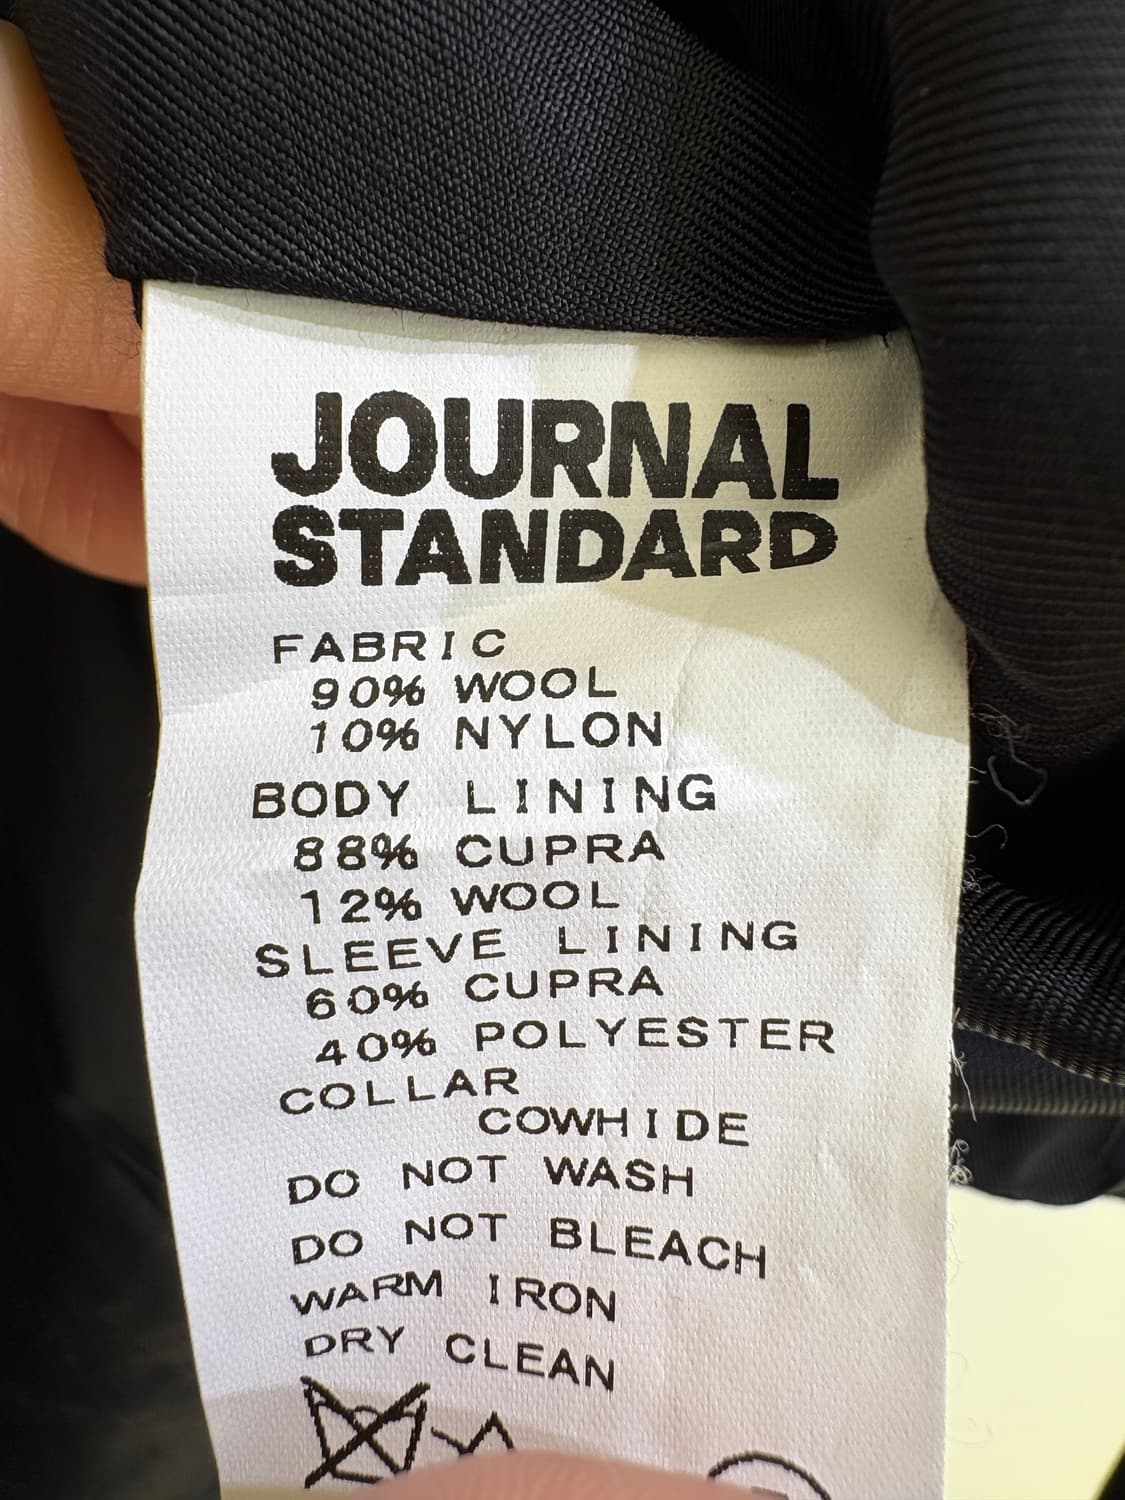 JOURNAL
STANDARD
FABRIC
90% WOOL
10% NYLON
BODY LINING
88% CUPRA
12% WOOL
SLEEVE LINING
60% CUPRA
40% POLYESTER
COLLAR
COWHIDE
DO NOT WASH
DO NOT BLEACH
WARM IRON
DRY CLEAN